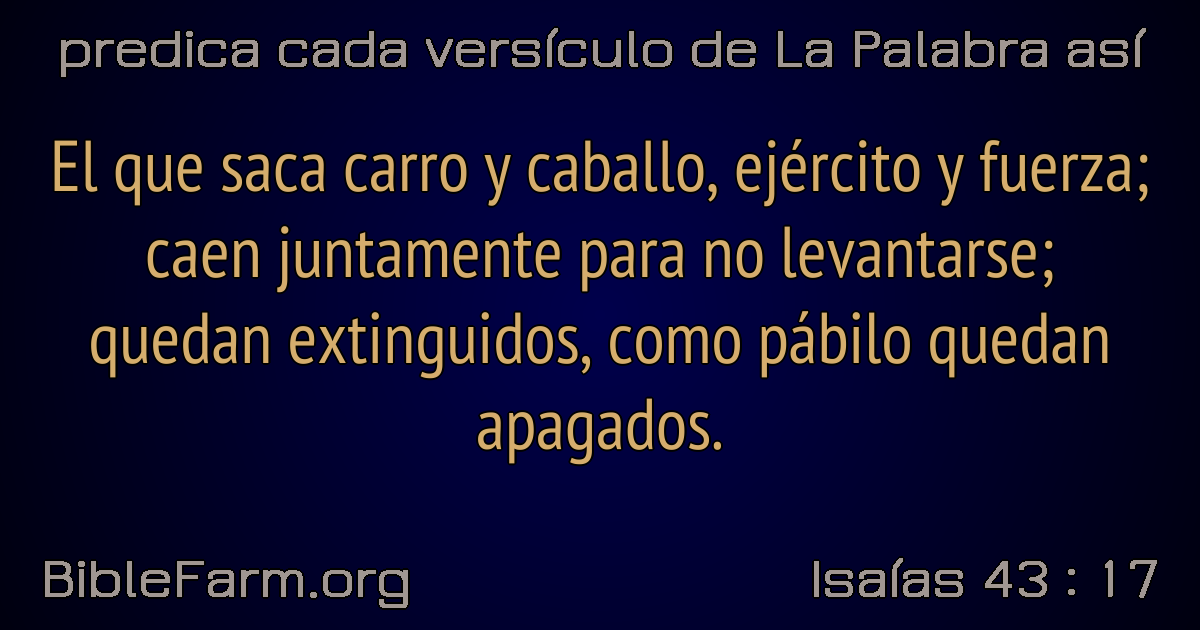 predica cada versículo de La Palabra así
El que saca carro y caballo, ejército y fuerza;
caen juntamente para no levantarse;
quedan extinguidos, como pábilo quedan
apagados.
BibleFarm.org
Isaías 43 : 17